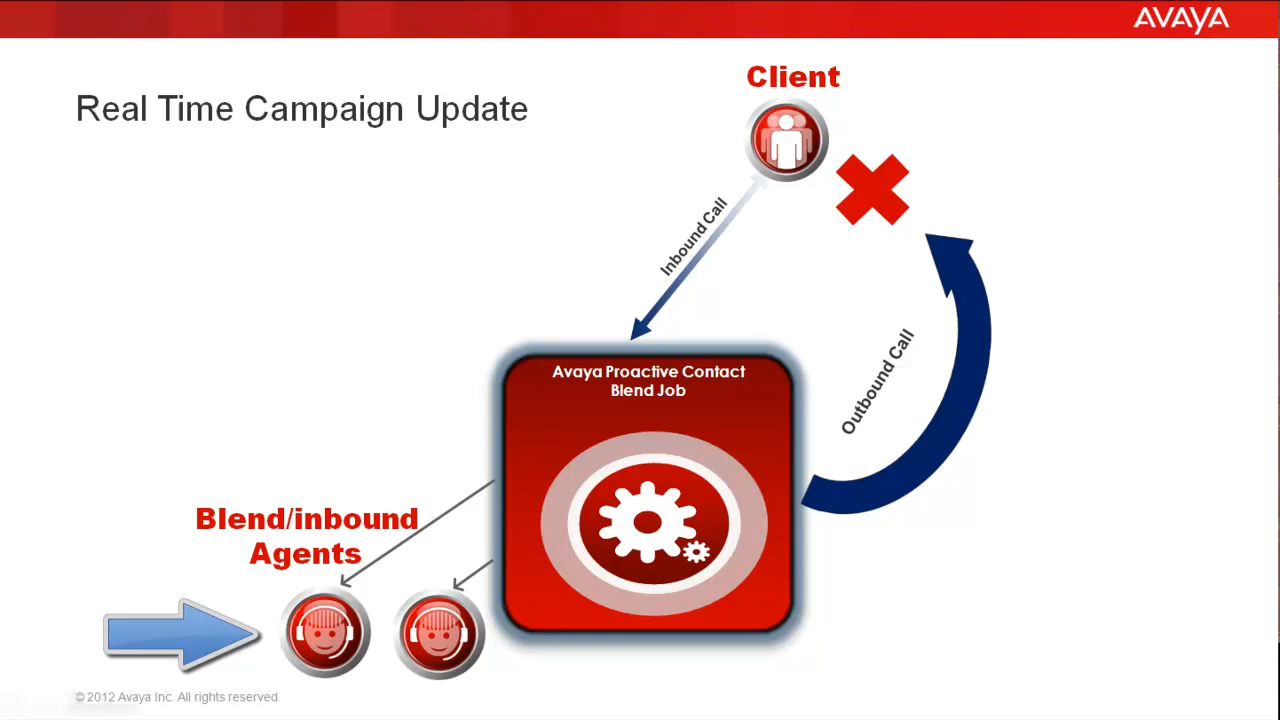 AVAYA
Real Time Campaign Update
Client
Inbound Call
Outbound Call
Avaya Proactive Contact
Blend Job
Blend/inbound
Agents
© 2012 Avaya Inc. All rights reserved.